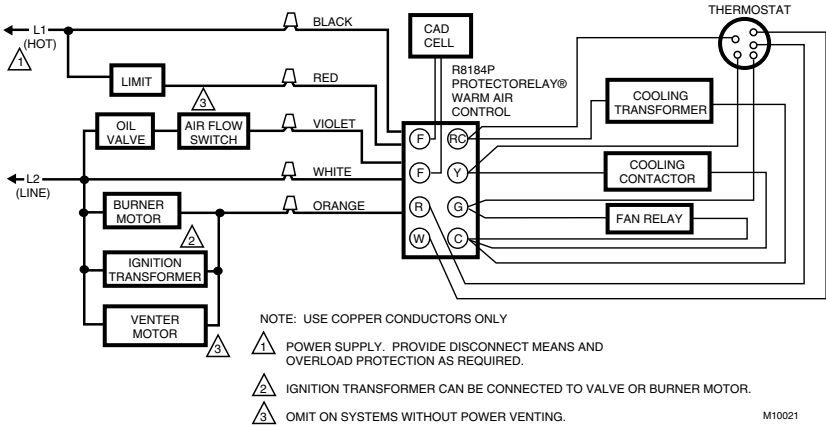 THERMOSTAT
L1
(HOT)
1
BLACK
CAD
CELL
LIMIT
RED
3
R8184P
PROTECTORELAY®
WARM AIR
CONTROL
COOLING
TRANSFORMER
OIL
VALVE
AIR FLOW
SWITCH
VIOLET
F
RC
L2
(LINE)
WHITE
F
Y
COOLING
CONTACTOR
BURNER
MOTOR
2
ORANGE
R
G
FAN RELAY
W
C
IGNITION
TRANSFORMER
VENTER
MOTOR
3
NOTE: USE COPPER CONDUCTORS ONLY
1 POWER SUPPLY. PROVIDE DISCONNECT MEANS AND
OVERLOAD PROTECTION AS REQUIRED.
2 IGNITION TRANSFORMER CAN BE CONNECTED TO VALVE OR BURNER MOTOR.
3 OMIT ON SYSTEMS WITHOUT POWER VENTING.
M10021